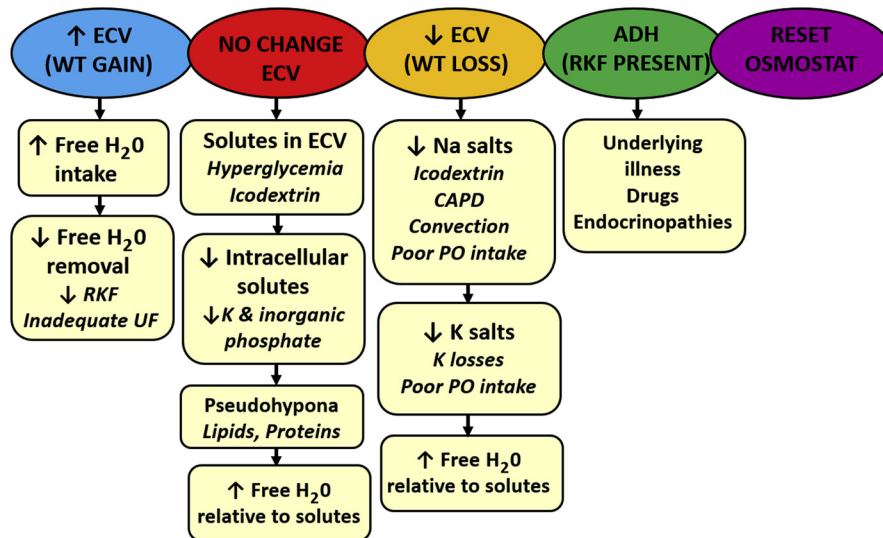 ↑ ECV
(WT GAIN)
NO CHANGE
ECV
↓ ECV
(WT LOSS)
ADH
(RKF PRESENT)
RESET
OSMOSTAT
↑ Free H₂0
intake
↓ Free H₂0
removal
↓ RKF
Inadequate UF
Solutes in ECV
Hyperglycemia
Icodextrin
↓ Intracellular
solutes
↓K & inorganic
phosphate
Pseudohypona
Lipids, Proteins
↑ Free H₂0
relative to solutes
↓ Na salts
Icodextrin
CAPD
Convection
Poor PO intake
↓ K salts
K losses
Poor PO intake
↑ Free H₂0
relative to solutes
Underlying
illness
Drugs
Endocrinopathies